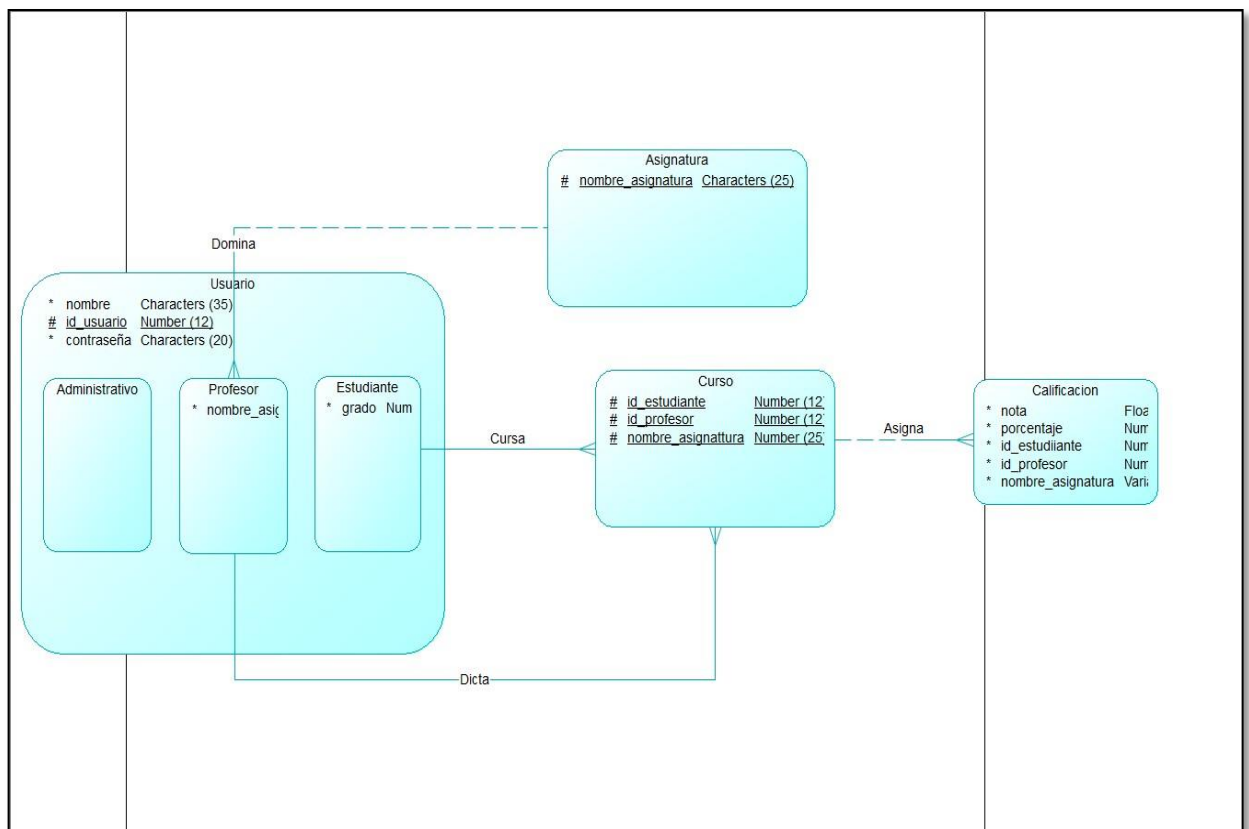 Asignatura
# nombre_asignatura Characters (25)
Domina
Usuario
* nombre Characters (35)
# id_usuario Number (12)
* contraseña Characters (20)
Administrativo
Profesor
* nombre_asig
Estudiante
* grado Num
Cursa
Curso
# id_estudiante Number (12)
# id_profesor Number (12)
# nombre_asignattura Number (25)
Asigna
Calificacion
* nota Floa
* porcentaje Num
* id_estudiiante Num
* id_profesor Num
* nombre_asignatura Varia
Dicta